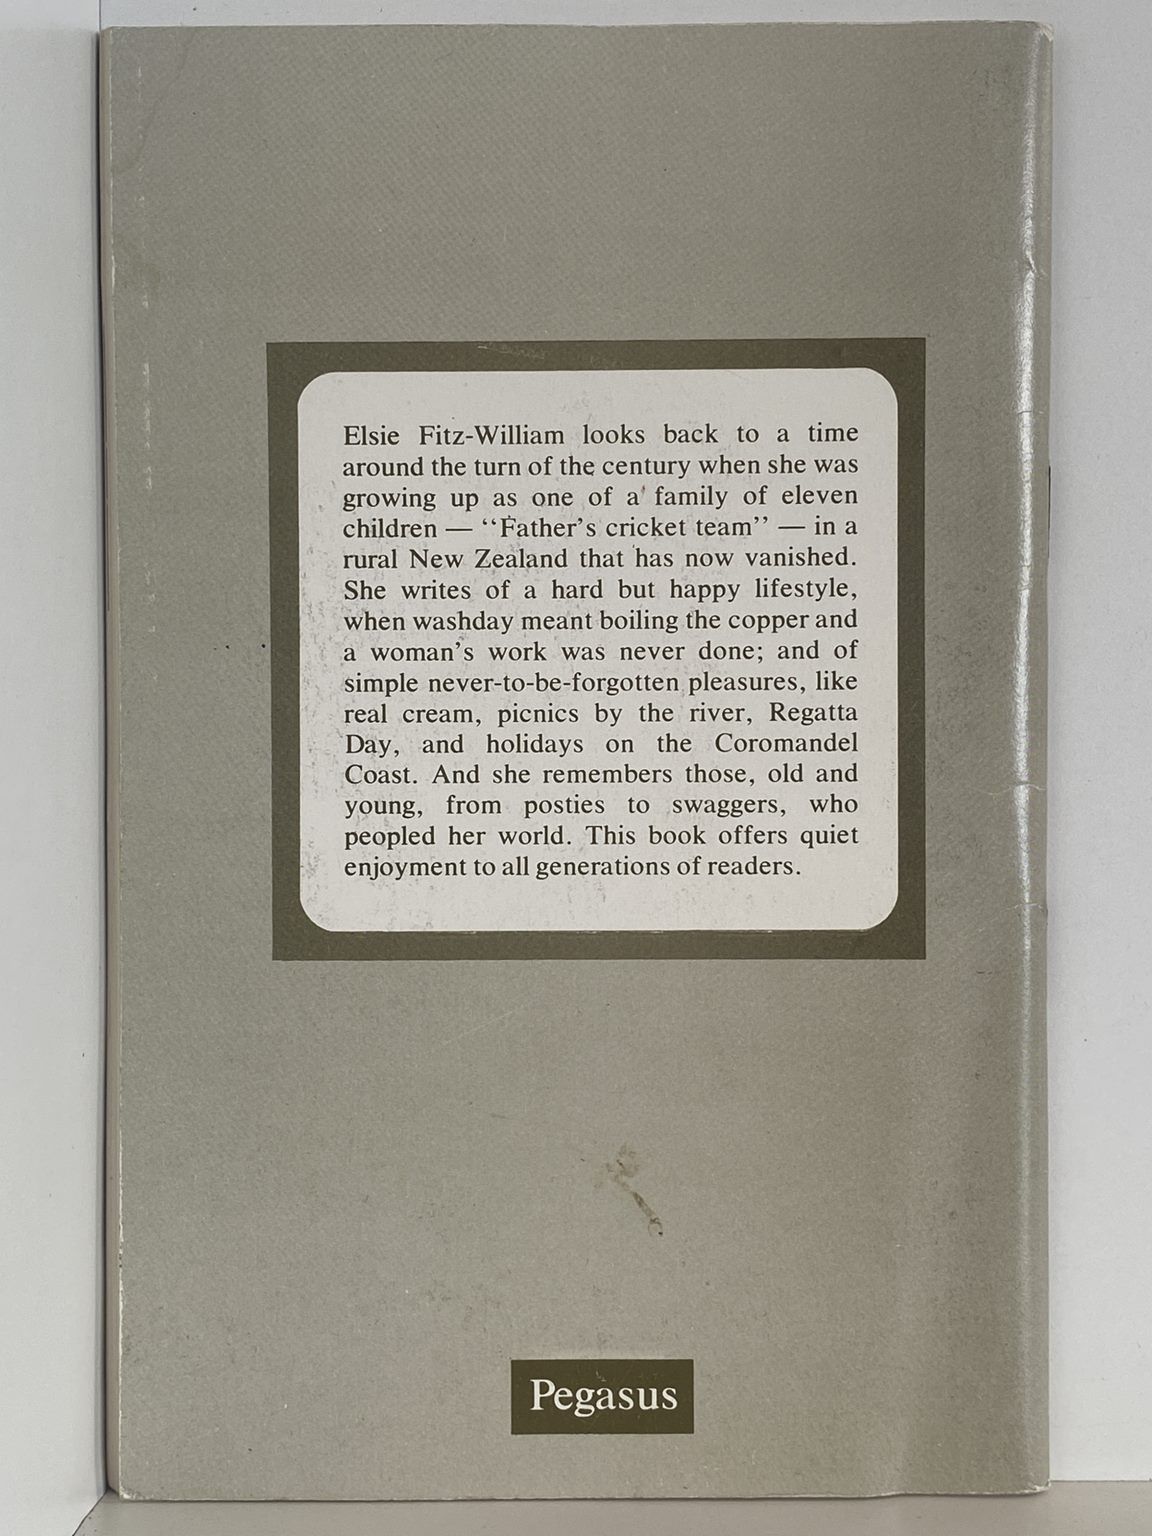 Elsie Fitz-William looks back to a time
around the turn of the century when she was
growing up as one of a family of eleven
children — “Father’s cricket team” — in a
rural New Zealand that has now vanished.
She writes of a hard but happy lifestyle,
when washday meant boiling the copper and
a woman’s work was never done; and of
simple never-to-be-forgotten pleasures, like
real cream, picnics by the river, Regatta
Day, and holidays on the Coromandel
Coast. And she remembers those, old and
young, from posties to swaggers, who
peopled her world. This book offers quiet
enjoyment to all generations of readers.
Pegasus